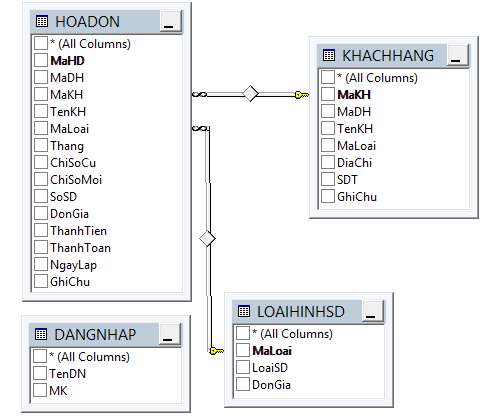 HOADON
* (All Columns)
MaHD
MaDH
MaKH
TenKH
MaLoai
Thang
ChiSoCu
ChiSoMoi
SoSD
DonGia
ThanhTien
ThanhToan
NgayLap
GhiChu
KHACHHANG
* (All Columns)
MaKH
MaDH
TenKH
MaLoai
DiaChi
SDT
GhiChu
DANGNHAP
* (All Columns)
TenDN
MK
LOAIHINHSD
* (All Columns)
MaLoai
LoaiSD
DonGia